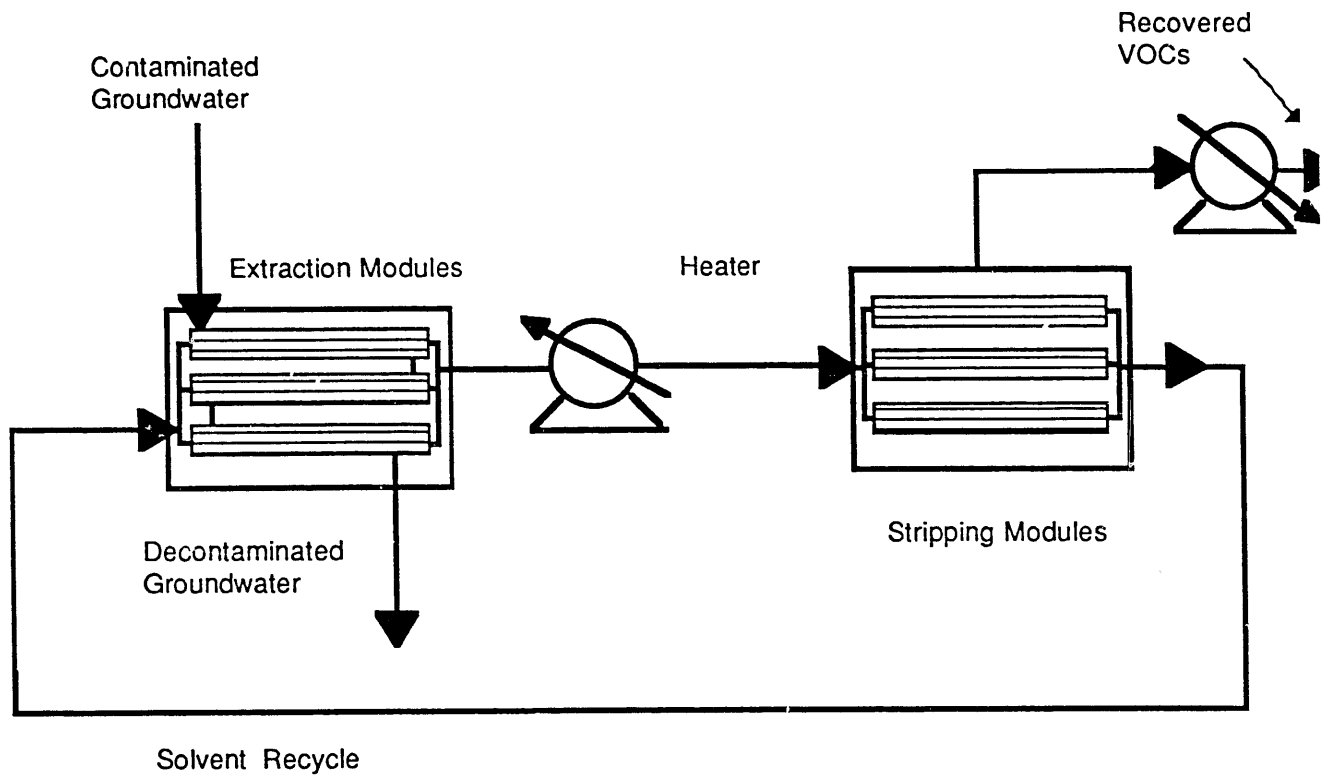 Recovered
VOCs
Contaminated
Groundwater
Extraction Modules
Heater
Stripping Modules
Decontaminated
Groundwater
Solvent Recycle